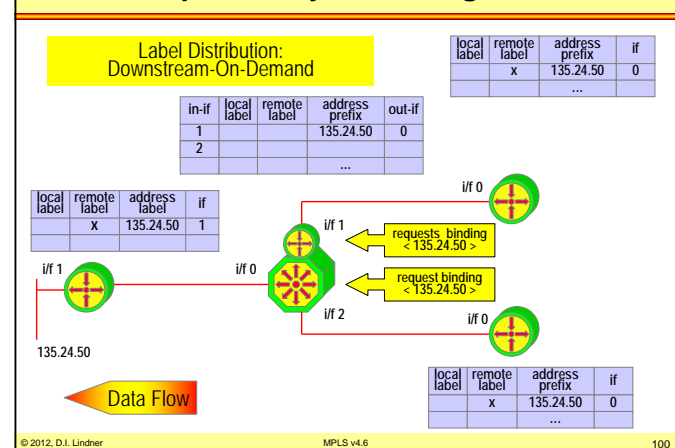 Label Distribution:
Downstream-On-Demand
local label remote label address prefix if
x 135.24.50 0
...
in-if local label remote label address prefix out-if
1 135.24.50 0
2
...
local label remote label address label if
x 135.24.50 1
i/f 0
i/f 1
requests binding
< 135.24.50 >
i/f 1
i/f 0
request binding
< 135.24.50 >
i/f 2
i/f 0
135.24.50
Data Flow
local label remote label address prefix if
x 135.24.50 0
...
© 2012, D.I. Lindner
MPLS v4.6
100